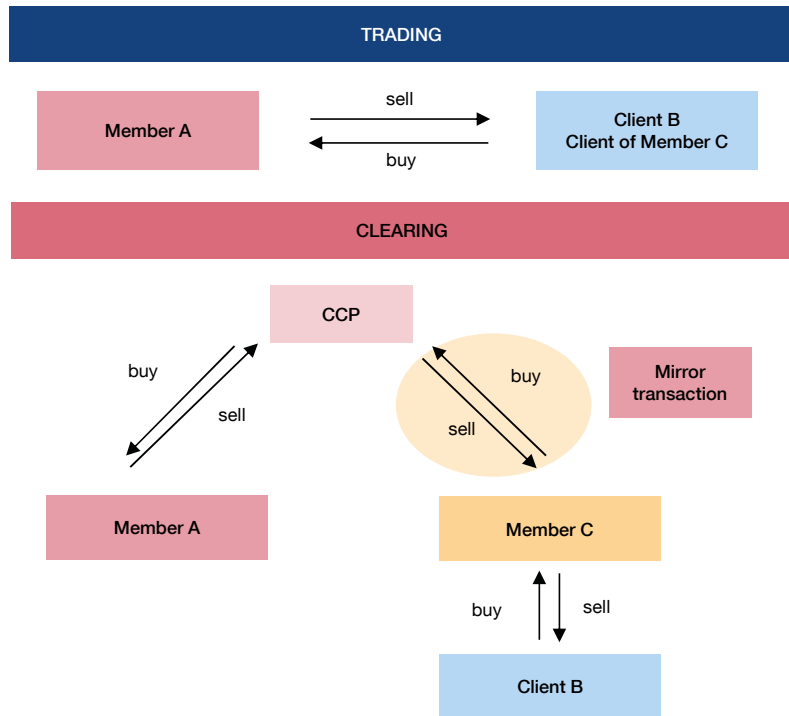 TRADING
Member A
sell
buy
Client B
Client of Member C
CLEARING
CCP
buy
sell
buy
sell
Mirror
transaction
Member A
Member C
buy
sell
Client B